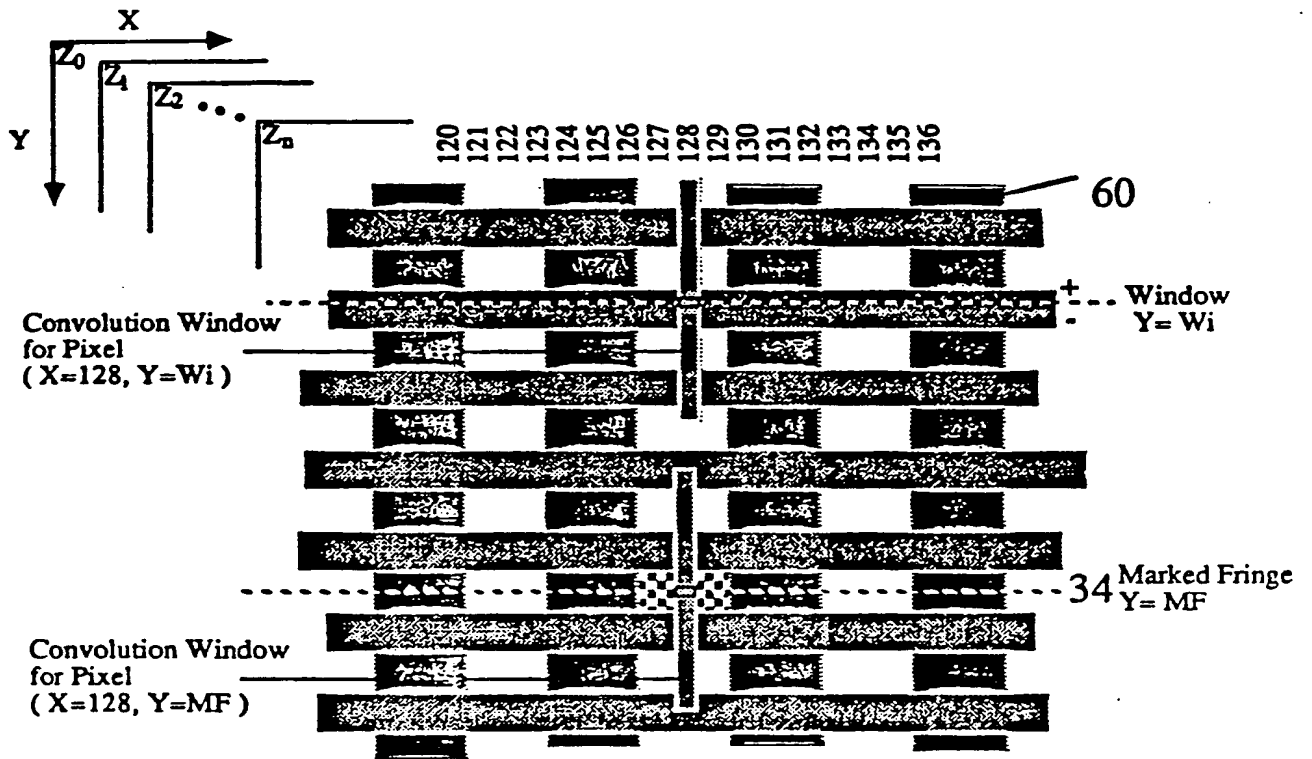 X
Z0
Z1
Z2
Zn
Y
120
121
122
123
124
125
126
127
128
129
130
131
132
133
134
135
136
60
+
-
Window
Y= Wi
Convolution Window
for Pixel
( X=128, Y=Wi )
34
Marked Fringe
Y= MF
Convolution Window
for Pixel
( X=128, Y=MF )